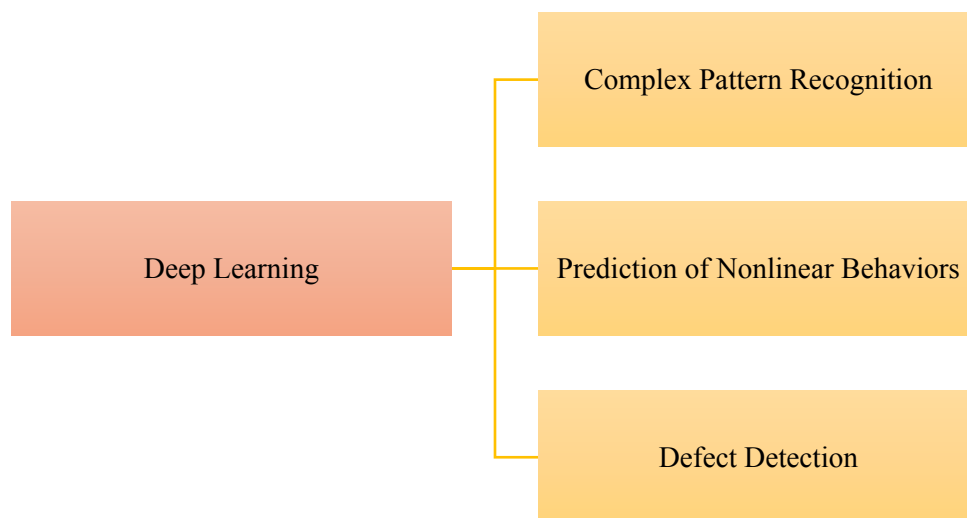 Complex Pattern Recognition
Deep Learning
Prediction of Nonlinear Behaviors
Defect Detection